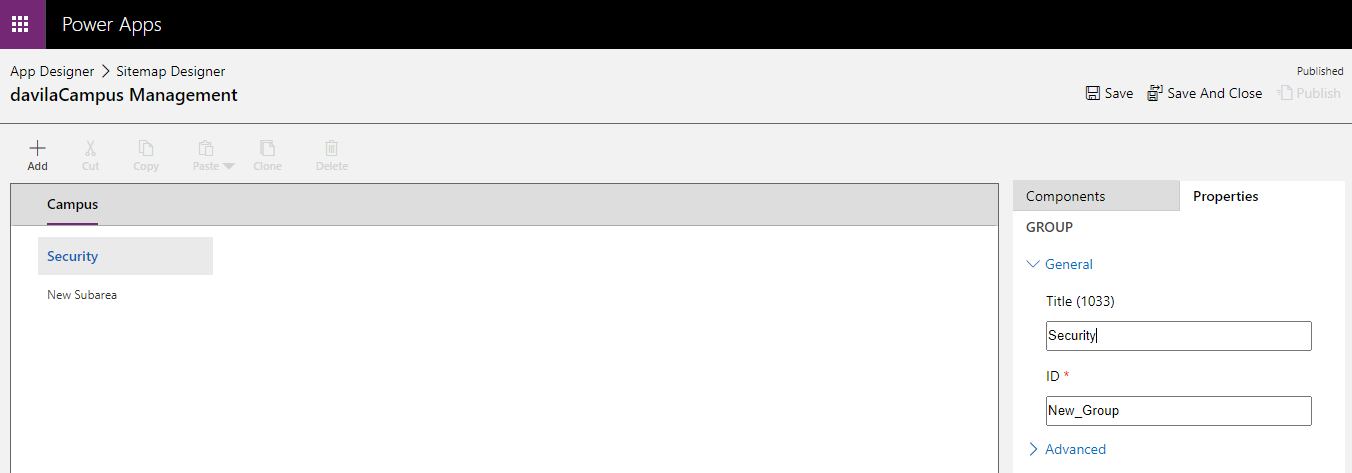 Power Apps
App Designer > Sitemap Designer
davilaCampus Management
Published
Save Save And Close Publish
Add Cut Copy Paste Clone Delete
Campus
Security
New Subarea
Components Properties
GROUP
General
Title (1033)
Security
ID *
New_Group
Advanced